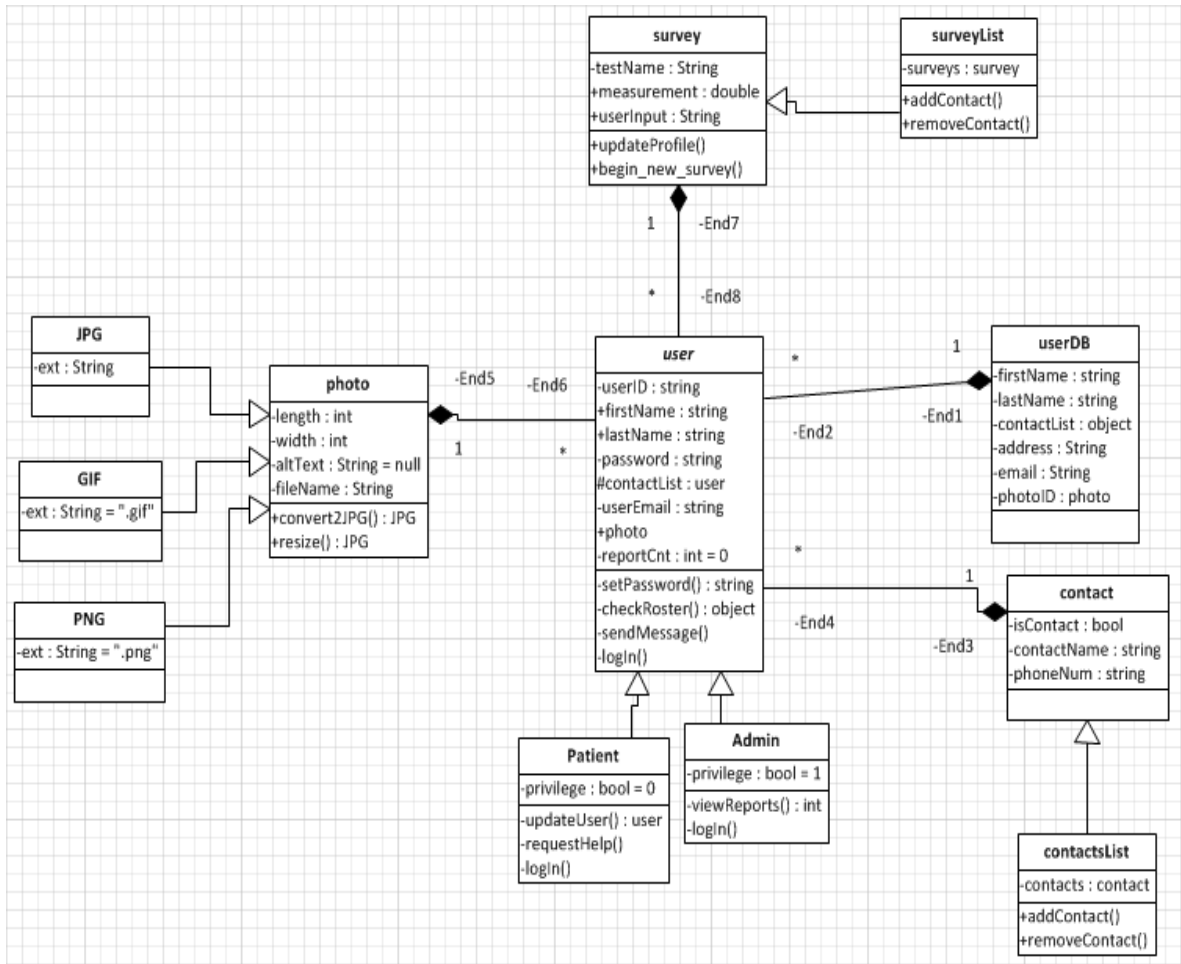 survey
-testName : String
+measurement : double
+userInput : String
+updateProfile()
+begin_new_survey()
surveyList
-surveys : survey
+addContact()
+removeContact()
1
-End7
*
-End8
JPG
-ext : String
GIF
-ext : String = ".gif"
PNG
-ext : String = ".png"
photo
-length : int
-width : int
-altText : String = null
-fileName : String
+convert2JPG() : JPG
+resize() : JPG
-End5
-End6
1
*
user
-userID : string
+firstName : string
+lastName : string
-password : string
#contactList : user
-userEmail : string
+photo
-reportCnt : int = 0
-setPassword() : string
-checkRoster() : object
-sendMessage()
-logIn()
*
1
-End2
-End1
userDB
-firstName : string
-lastName : string
-contactList : object
-address : String
-email : String
-photoID : photo
*
1
-End4
-End3
contact
-isContact : bool
-contactName : string
-phoneNum : string
Patient
-privilege : bool = 0
-updateUser() : user
-requestHelp()
-logIn()
Admin
-privilege : bool = 1
-viewReports() : int
-logIn()
contactsList
-contacts : contact
+addContact()
+removeContact()